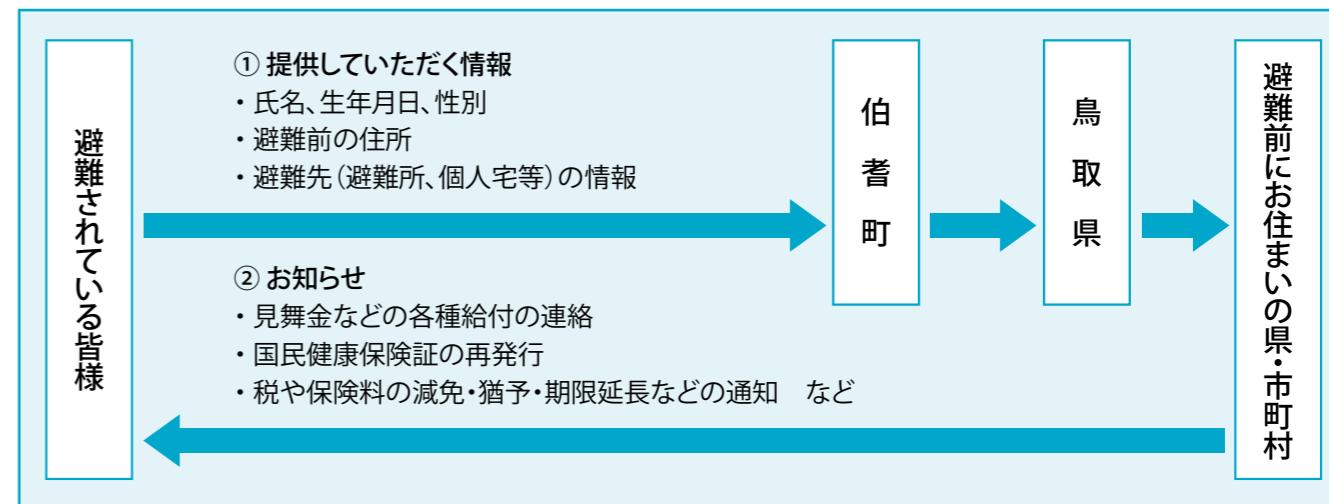 避難されている皆様
① 提供していただく情報
・ 氏名、生年月日、性別
・ 避難前の住所
・ 避難先（避難所、個人宅等）の情報
② お知らせ
・ 見舞金などの各種給付の連絡
・ 国民健康保険証の再発行
・ 税や保険料の減免・猶予・期限延長などの通知　など
伯耆町
鳥取県
避難前にお住まいの県・市町村